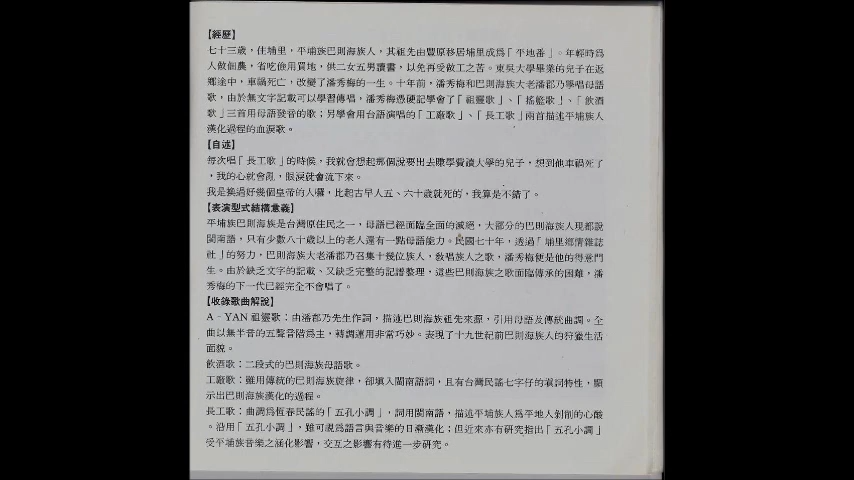 【經歷】
七十三歲，住埔里，平埔族巴則海族人，其祖先由豐原移居埔里成爲「平地番」。年輕時爲
人做佃農，省吃儉用買地，供二女五男讀書，以免再受做工之苦。東吳大學畢業的兒子在返
鄉途中，車禍死亡，改變了潘秀梅的一生。十年前，潘秀梅和巴則海族大老潘郡乃學唱母語
歌，由於無文字記載可以學習傳唱，潘秀梅憑硬記學會了「祖靈歌」、「搖籃歌」、「飲酒
歌」三首用母語發音的歌；另學會用台語演唱的「工廠歌」、「長工歌」兩首描述平埔族人
漢化過程的血淚歌。
【自述】
每次唱「長工歌」的時候，我就會想起那個說要出去賺學費讀大學的兒子，想到他車禍死了
，我的心就會亂，眼淚就會流下來。
我是換過好幾個皇帝的人囉，比起古早人五、六十歲就死的，我算是不錯了。
【表演型式結構意義】
平埔族巴則海族是台灣原住民之一，母語已經面臨全面的滅絕，大部分的巴則海族人現都說
閩南語，只有少數八十歲以上的老人還有一點母語能力。民國七十年，透過「埔里鄉情雜誌
社」的努力，巴則海族大老潘郡乃召集十幾位族人，敎唱族人之歌，潘秀梅便是他的得意門
生。由於缺乏文字的記載、又缺乏完整的記譜整理，這些巴則海族之歌面臨傳承的困難，潘
秀梅的下一代已經完全不會唱了。
【收錄歌曲解說】
A－YAN 祖靈歌：由潘郡乃先生作詞，描述巴則海族祖先來源，引用母語及傳統曲調。全
曲以無半音的五聲音階爲主，轉調運用非常巧妙。表現了十九世紀前巴則海族人的狩獵生活
面貌。
飲酒歌：二段式的巴則海族母語歌。
工廠歌：雖用傳統的巴則海族旋律，卻填入閩南語詞，且有台灣民謠七字仔的滾詞特性，顯
示出巴則海族漢化的過程。
長工歌：曲調爲恆春民謠的「五孔小調」，詞用閩南語，描述平埔族人爲平地人剝削的心酸
。沿用「五孔小調」，雖可視爲語言與音樂的日漸漢化；但近來亦有研究指出「五孔小調」
受平埔族音樂之涵化影響，交互之影響有待進一步研究。